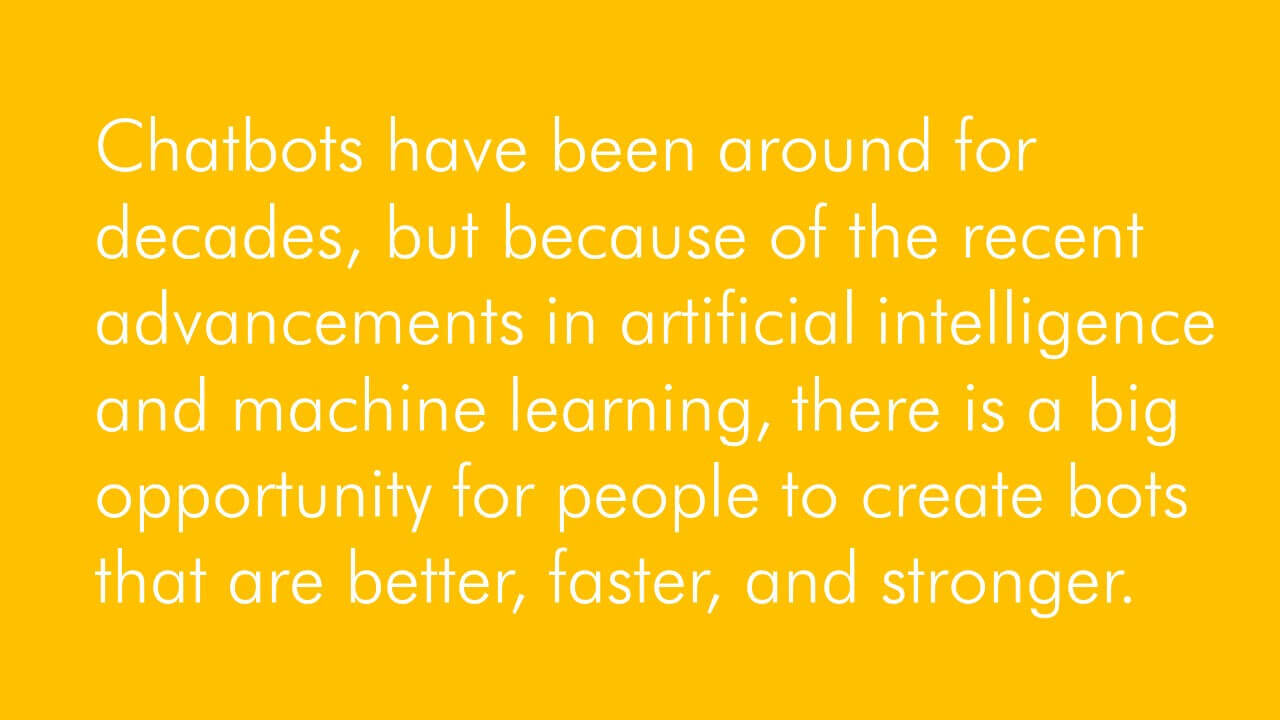 Chatbots have been around for
decades, but because of the recent
advancements in artificial intelligence
and machine learning, there is a big
opportunity for people to create bots
that are better, faster, and stronger.